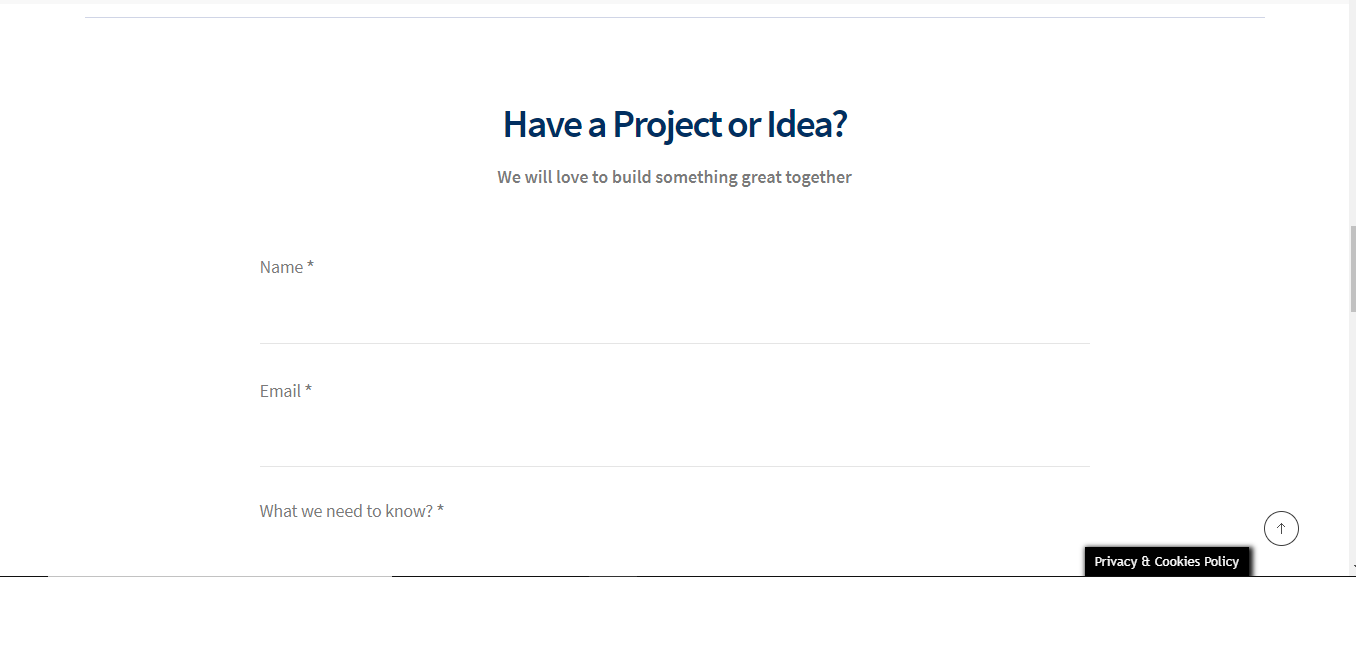 Have a Project or Idea?
We will love to build something great together
Name *
Email *
What we need to know? *
Privacy & Cookies Policy